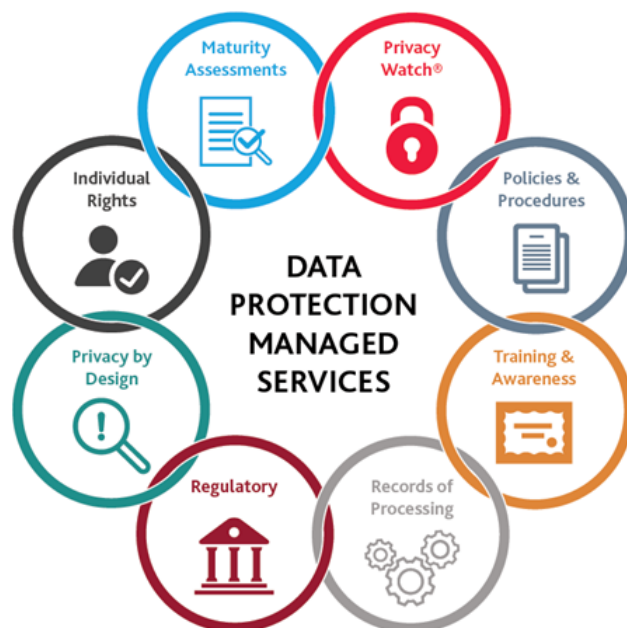 Maturity
Assessments
Privacy
Watch®
Individual
Rights
Policies &
Procedures
DATA
PROTECTION
MANAGED
SERVICES
Privacy by
Design
Training &
Awareness
Regulatory
Records of
Processing